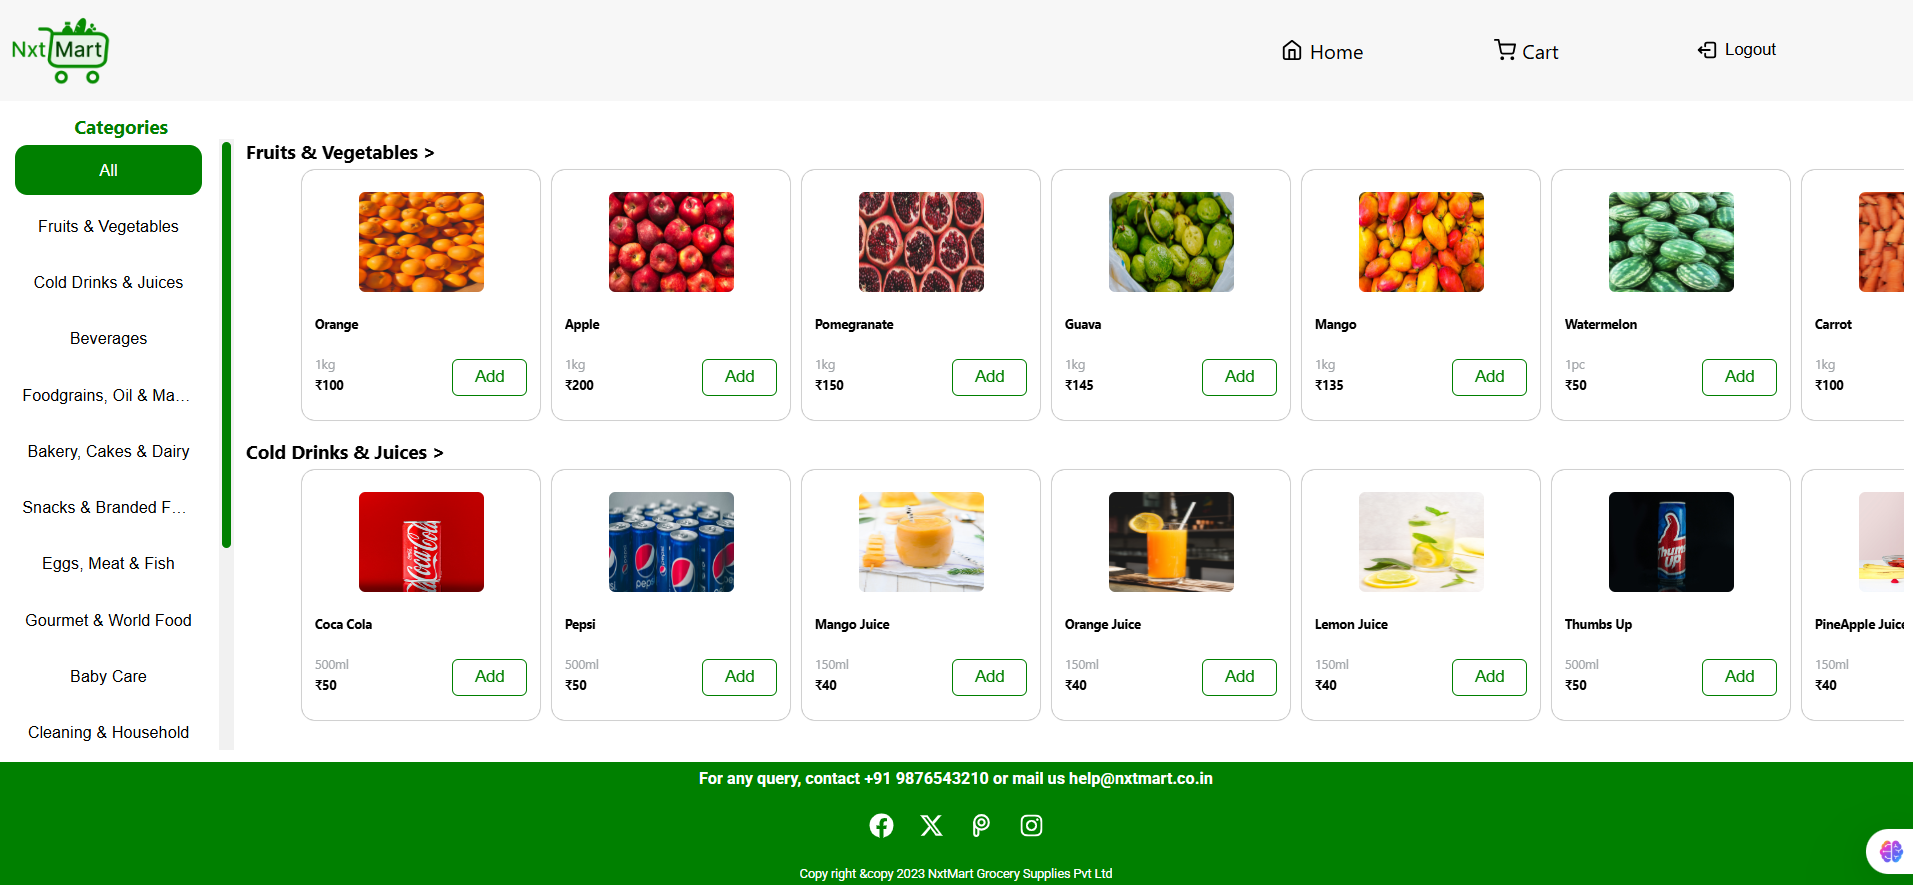 Nxt Mart
Home
Cart
Logout
Categories
All
Fruits & Vegetables
Cold Drinks & Juices
Beverages
Foodgrains, Oil & Ma...
Bakery, Cakes & Dairy
Snacks & Branded F...
Eggs, Meat & Fish
Gourmet & World Food
Baby Care
Cleaning & Household
Fruits & Vegetables >
Orange
1kg
₹100
Add
Apple
1kg
₹200
Add
Pomegranate
1kg
₹150
Add
Guava
1kg
₹145
Add
Mango
1kg
₹135
Add
Watermelon
1pc
₹50
Add
Carrot
1kg
₹100
Cold Drinks & Juices >
Coca Cola
Coca Cola
500ml
₹50
Add
pepsi
Pepsi
500ml
₹50
Add
Mango Juice
150ml
₹40
Add
Orange Juice
150ml
₹40
Add
Lemon Juice
150ml
₹40
Add
Thums UP
Thumbs Up
500ml
₹50
Add
PineApple Juice
150ml
₹40
For any query, contact +91 9876543210 or mail us help@nxtmart.co.in
Copy right &copy 2023 NxtMart Grocery Supplies Pvt Ltd